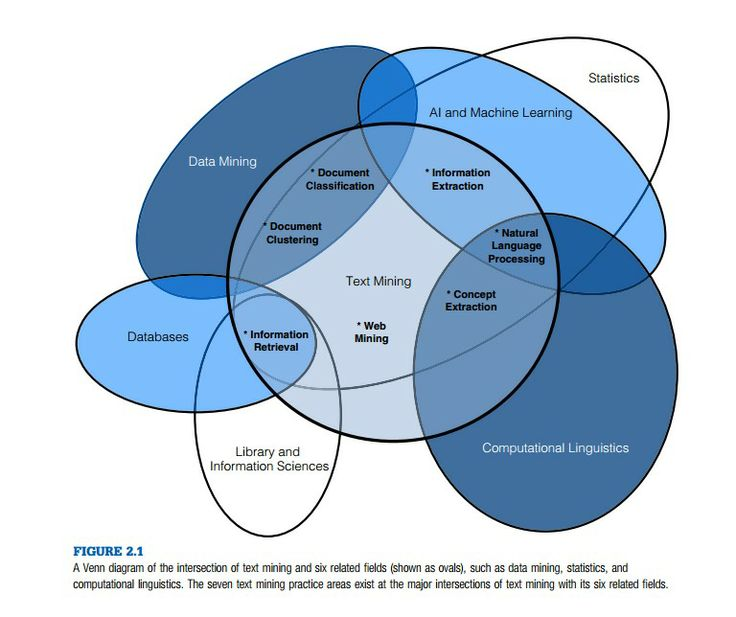 Statistics
AI and Machine Learning
Data Mining
* Document
Classification
* Information
Extraction
* Document
Clustering
* Natural
Language
Processing
Text Mining
* Concept
Extraction
* Web
Mining
Databases
* Information
Retrieval
Library and
Information Sciences
Computational Linguistics
FIGURE 2.1
A Venn diagram of the intersection of text mining and six related fields (shown as ovals), such as data mining, statistics, and
computational linguistics. The seven text mining practice areas exist at the major intersections of text mining with its six related fields.